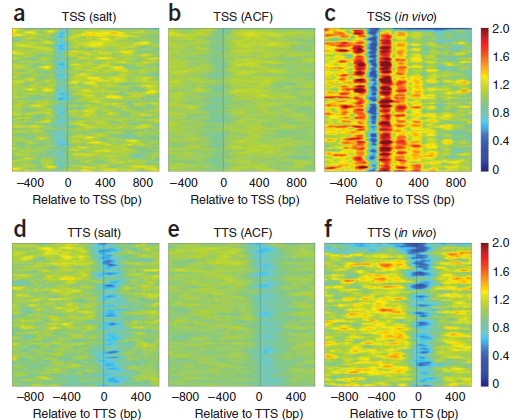 a TSS (salt) b TSS (ACF) c TSS (in vivo)
2.0
1.6
1.2
0.8
0.4
0
−400 0 400 800 −400 0 400 800 −400 0 400 800
Relative to TSS (bp) Relative to TSS (bp) Relative to TSS (bp)
d TTS (salt) e TTS (ACF) f TTS (in vivo)
2.0
1.6
1.2
0.8
0.4
0
−800 −400 0 400 −800 −400 0 400 −800 −400 0 400
Relative to TTS (bp) Relative to TTS (bp) Relative to TTS (bp)